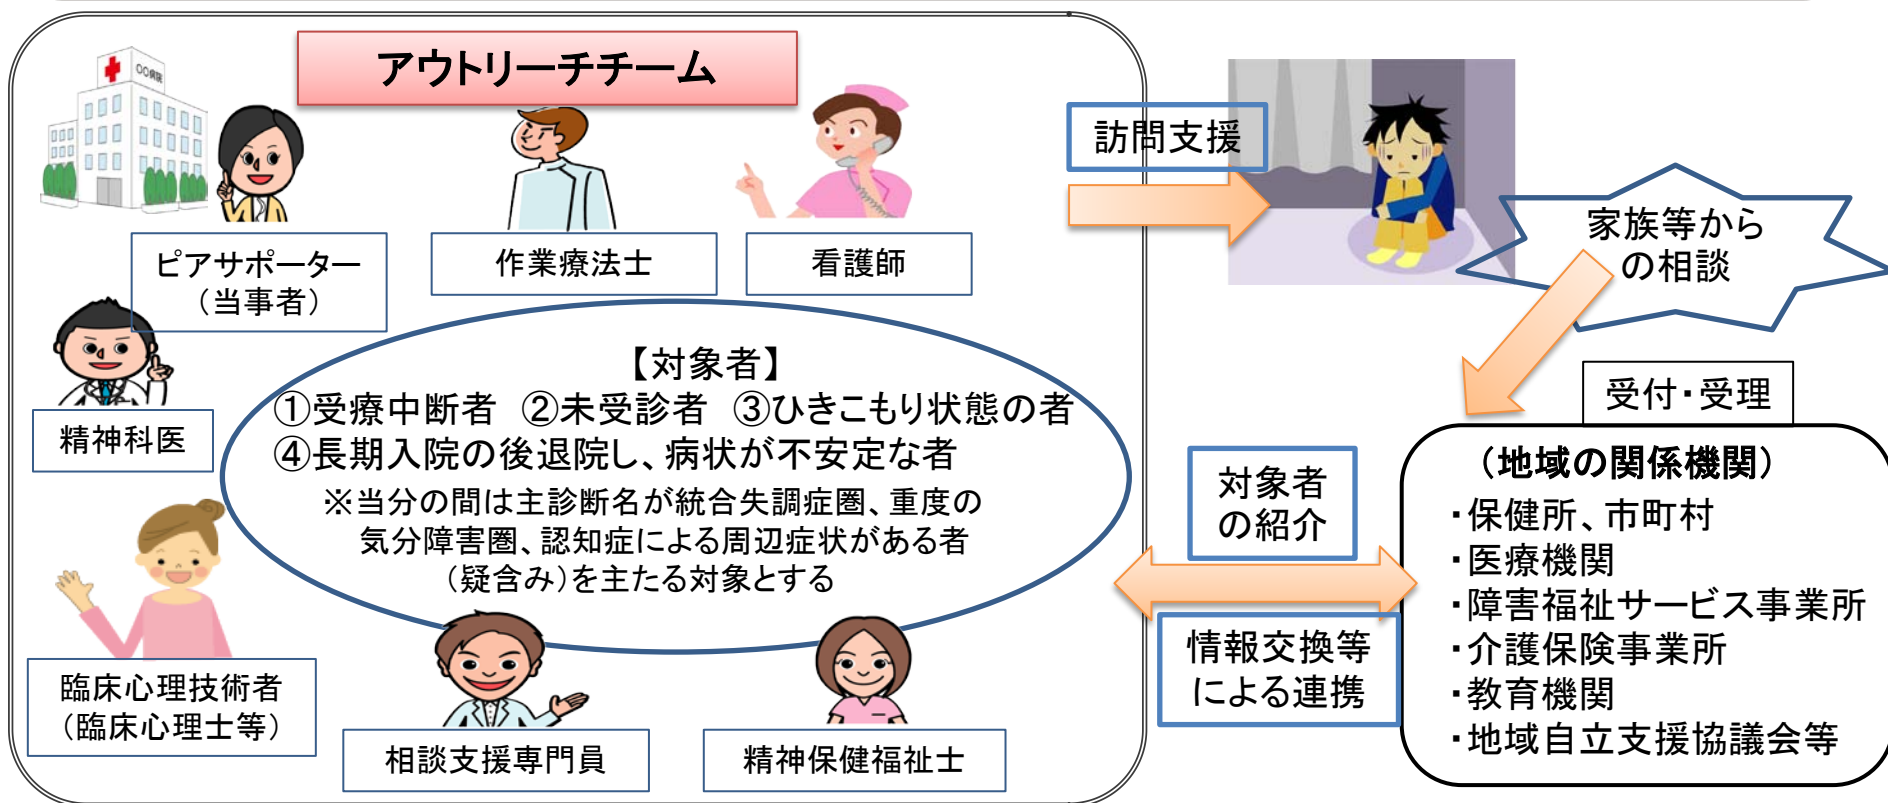 アウトリーチチーム
○○病院
ピアサポーター
（当事者）
作業療法士
看護師
精神科医
【対象者】
①受療中断者 ②未受診者 ③ひきこもり状態の者
④長期入院の後退院し、病状が不安定な者
※当分の間は主診断名が統合失調症圏、重度の
気分障害圏、認知症による周辺症状がある者
（疑含み）を主たる対象とする
臨床心理技術者
（臨床心理士等）
相談支援専門員
精神保健福祉士
訪問支援
家族等から
の相談
受付・受理
対象者
の紹介
情報交換等
による連携
（地域の関係機関）
・保健所、市町村
・医療機関
・障害福祉サービス事業所
・介護保険事業所
・教育機関
・地域自立支援協議会等